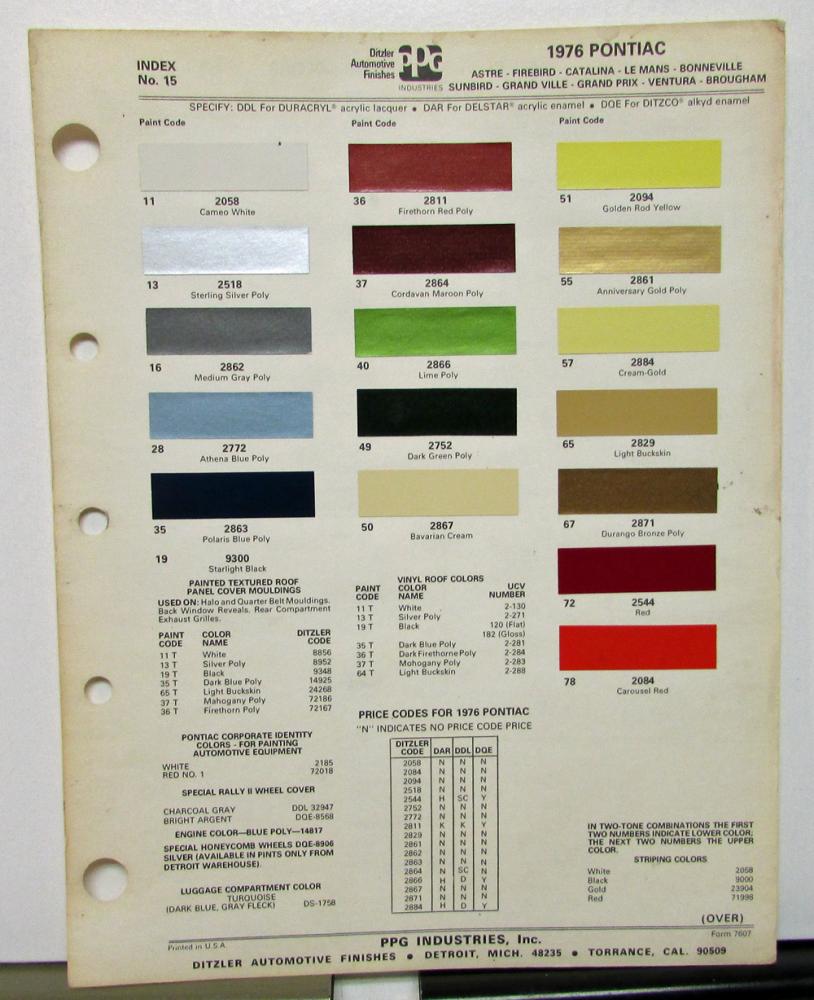 INDEX
No. 15
Ditzler
Automotive
Finishes
PPG
INDUSTRIES
1976 PONTIAC
ASTRE - FIREBIRD - CATALINA - LE MANS - BONNEVILLE
SUNBIRD - GRAND VILLE - GRAND PRIX - VENTURA - BROUGHAM
SPECIFY: DDL For DURACRYL® acrylic lacquer ● DAR For DELSTAR® acrylic enamel ● DQE For DITZCO® alkyd enamel
Paint Code
11 2058
Cameo White
13 2518
Sterling Silver Poly
16 2862
Medium Gray Poly
28 2772
Athena Blue Poly
35 2863
Polaris Blue Poly
19 9300
Starlight Black
Paint Code
36 2811
Firethorn Red Poly
37 2864
Cordavan Maroon Poly
40 2866
Lime Poly
49 2752
Dark Green Poly
50 2867
Bavarian Cream
Paint Code
51 2094
Golden Rod Yellow
55 2861
Anniversary Gold Poly
57 2884
Cream-Gold
65 2829
Light Buckskin
67 2871
Durango Bronze Poly
72 2544
Red
78 2084
Carousel Red
PAINTED TEXTURED ROOF
PANEL COVER MOULDINGS
USED ON: Halo and Quarter Belt Mouldings.
Back Window Reveals, Rear Compartment
Exhaust Grilles.
PAINT COLOR DITZLER
CODE NAME CODE
11 T White 8856
13 T Silver Poly 8952
19 T Black 9348
35 T Dark Blue Poly 14925
65 T Light Buckskin 24268
37 T Mahogany Poly 72186
36 T Firethorn Poly 72167
PONTIAC CORPORATE IDENTITY
COLORS - FOR PAINTING
AUTOMOTIVE EQUIPMENT
WHITE 2185
RED NO. 1 72018
SPECIAL RALLY II WHEEL COVER
CHARCOAL GRAY DDL 32947
BRIGHT ARGENT DQE-8568
ENGINE COLOR—BLUE POLY—14817
SPECIAL HONEYCOMB WHEELS DQE-8906
SILVER (AVAILABLE IN PINTS ONLY FROM
DETROIT WAREHOUSE).
LUGGAGE COMPARTMENT COLOR
TURQUOISE
(DARK BLUE, GRAY FLECK) DS-1758
VINYL ROOF COLORS
PAINT COLOR UCV
CODE NAME NUMBER
11 T White 2-130
13 T Silver Poly 2-271
19 T Black 120 (Flat)
182 (Gloss)
35 T Dark Blue Poly 2-281
36 T Dark Firethorne Poly 2-284
37 T Mahogany Poly 2-283
64 T Light Buckskin 2-288
PRICE CODES FOR 1976 PONTIAC
"N" INDICATES NO PRICE CODE PRICE
DITZLER
CODE DAR DDL DQE
2058 N N N
2084 N N N
2094 N N N
2518 N N N
2544 H SC Y
2752 N N N
2772 N N N
2811 K K Y
2829 N N N
2861 N N N
2862 N N N
2863 N N N
2864 N SC N
2866 H D Y
2867 N N N
2871 N N N
2884 H D Y
IN TWO-TONE COMBINATIONS THE FIRST
TWO NUMBERS INDICATE LOWER COLOR;
THE NEXT TWO NUMBERS THE UPPER
COLOR.
STRIPING COLORS
White 2058
Black 9000
Gold 23904
Red 71998
(OVER)
Printed in U.S.A.
PPG INDUSTRIES, Inc.
Form 7607
DITZLER AUTOMOTIVE FINISHES ● DETROIT, MICH. 48235 ● TORRANCE, CAL. 90509